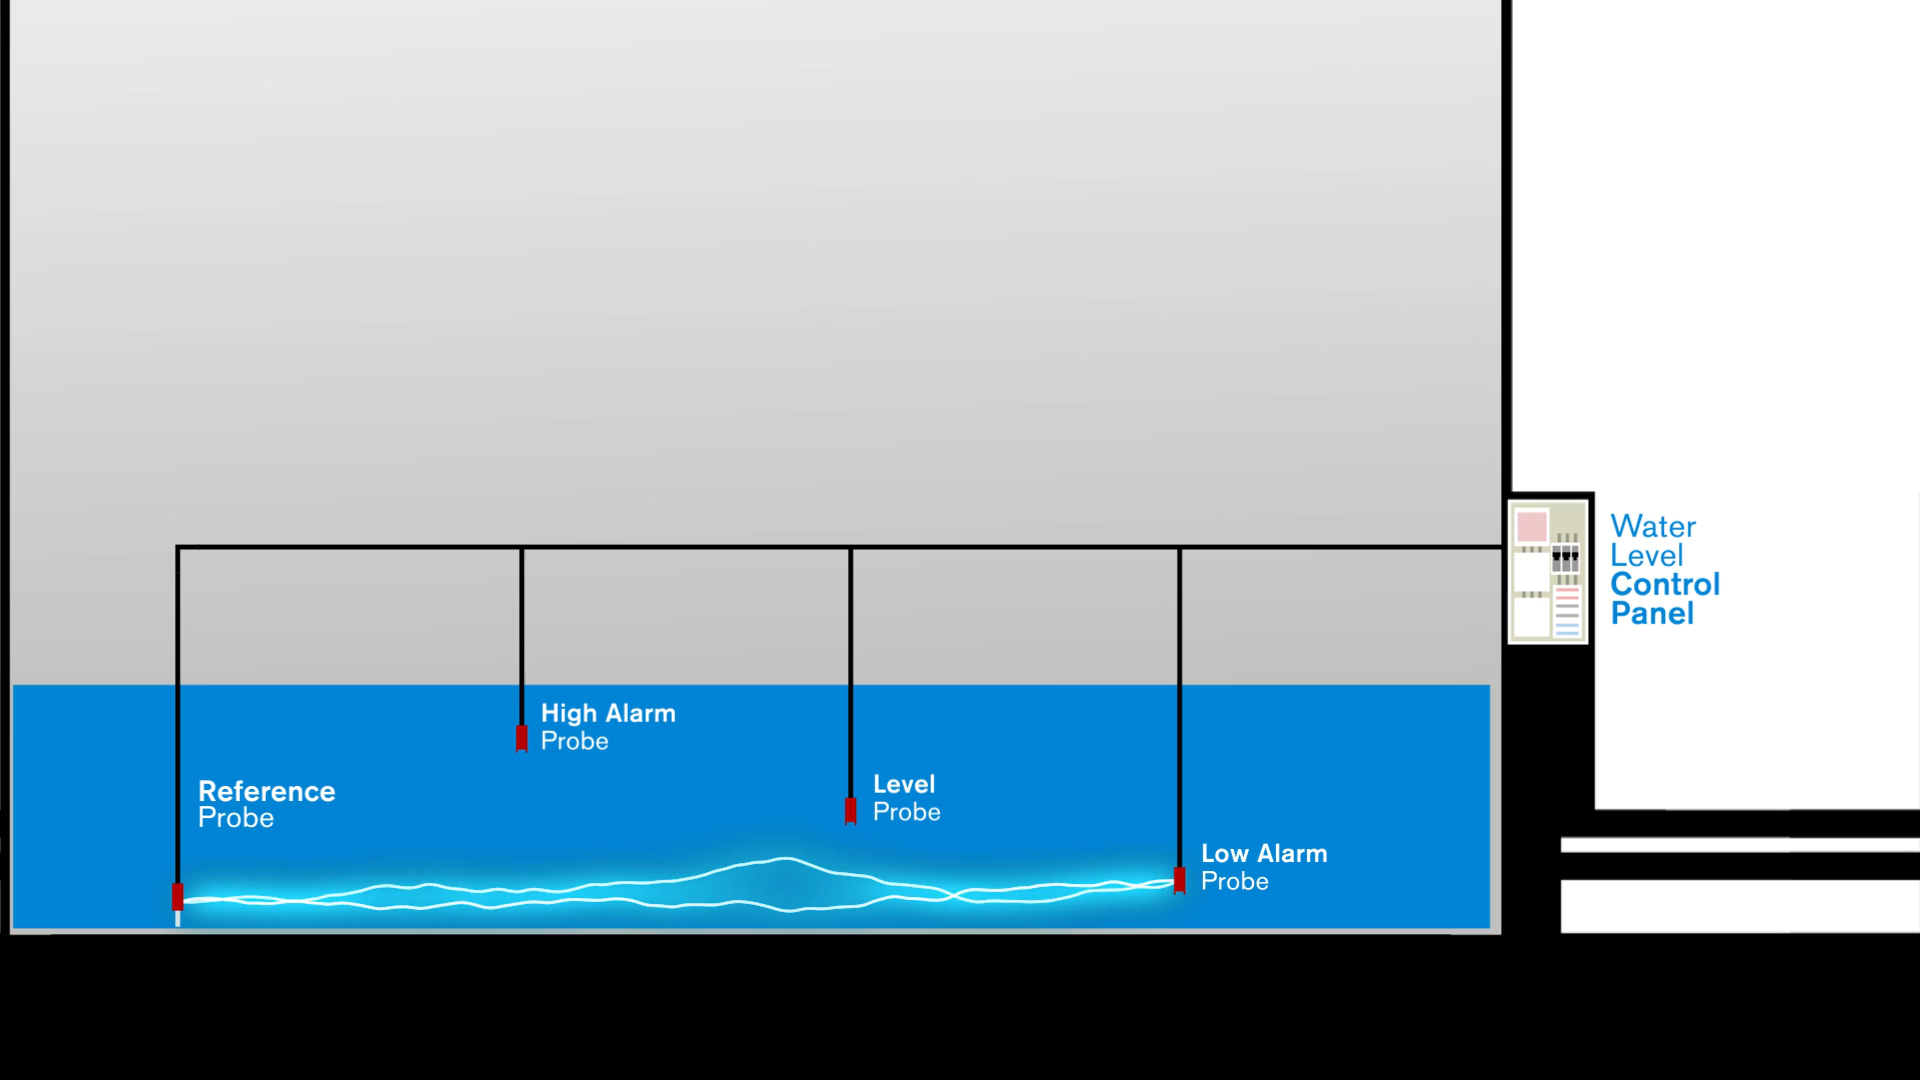 Water
Level
Control
Panel
High Alarm
Probe
Reference
Probe
Level
Probe
Low Alarm
Probe